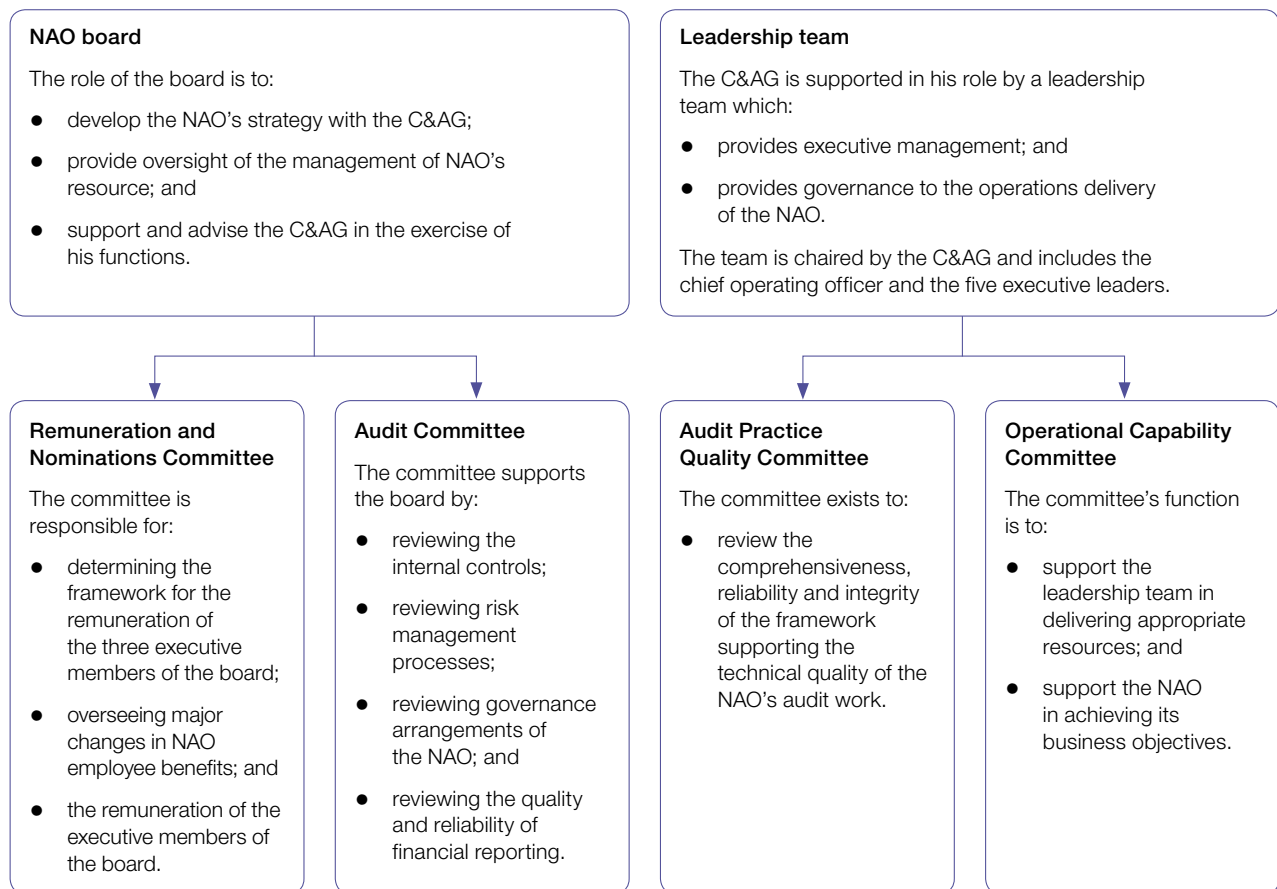 NAO board
The role of the board is to:
● develop the NAO’s strategy with the C&AG;
● provide oversight of the management of NAO’s
resource; and
● support and advise the C&AG in the exercise of
his functions.
Leadership team
The C&AG is supported in his role by a leadership
team which:
● provides executive management; and
● provides governance to the operations delivery
of the NAO.
The team is chaired by the C&AG and includes the
chief operating officer and the five executive leaders.
Remuneration and
Nominations Committee
The committee is
responsible for:
● determining the
framework for the
remuneration of
the three executive
members of the board;
● overseeing major
changes in NAO
employee benefits; and
● the remuneration of the
executive members of
the board.
Audit Committee
The committee supports
the board by:
● reviewing the
internal controls;
● reviewing risk
management
processes;
● reviewing governance
arrangements of
the NAO; and
● reviewing the quality
and reliability of
financial reporting.
Audit Practice
Quality Committee
The committee exists to:
● review the
comprehensiveness,
reliability and integrity
of the framework
supporting the
technical quality of the
NAO’s audit work.
Operational Capability
Committee
The committee’s function
is to:
● support the
leadership team in
delivering appropriate
resources; and
● support the NAO
in achieving its
business objectives.